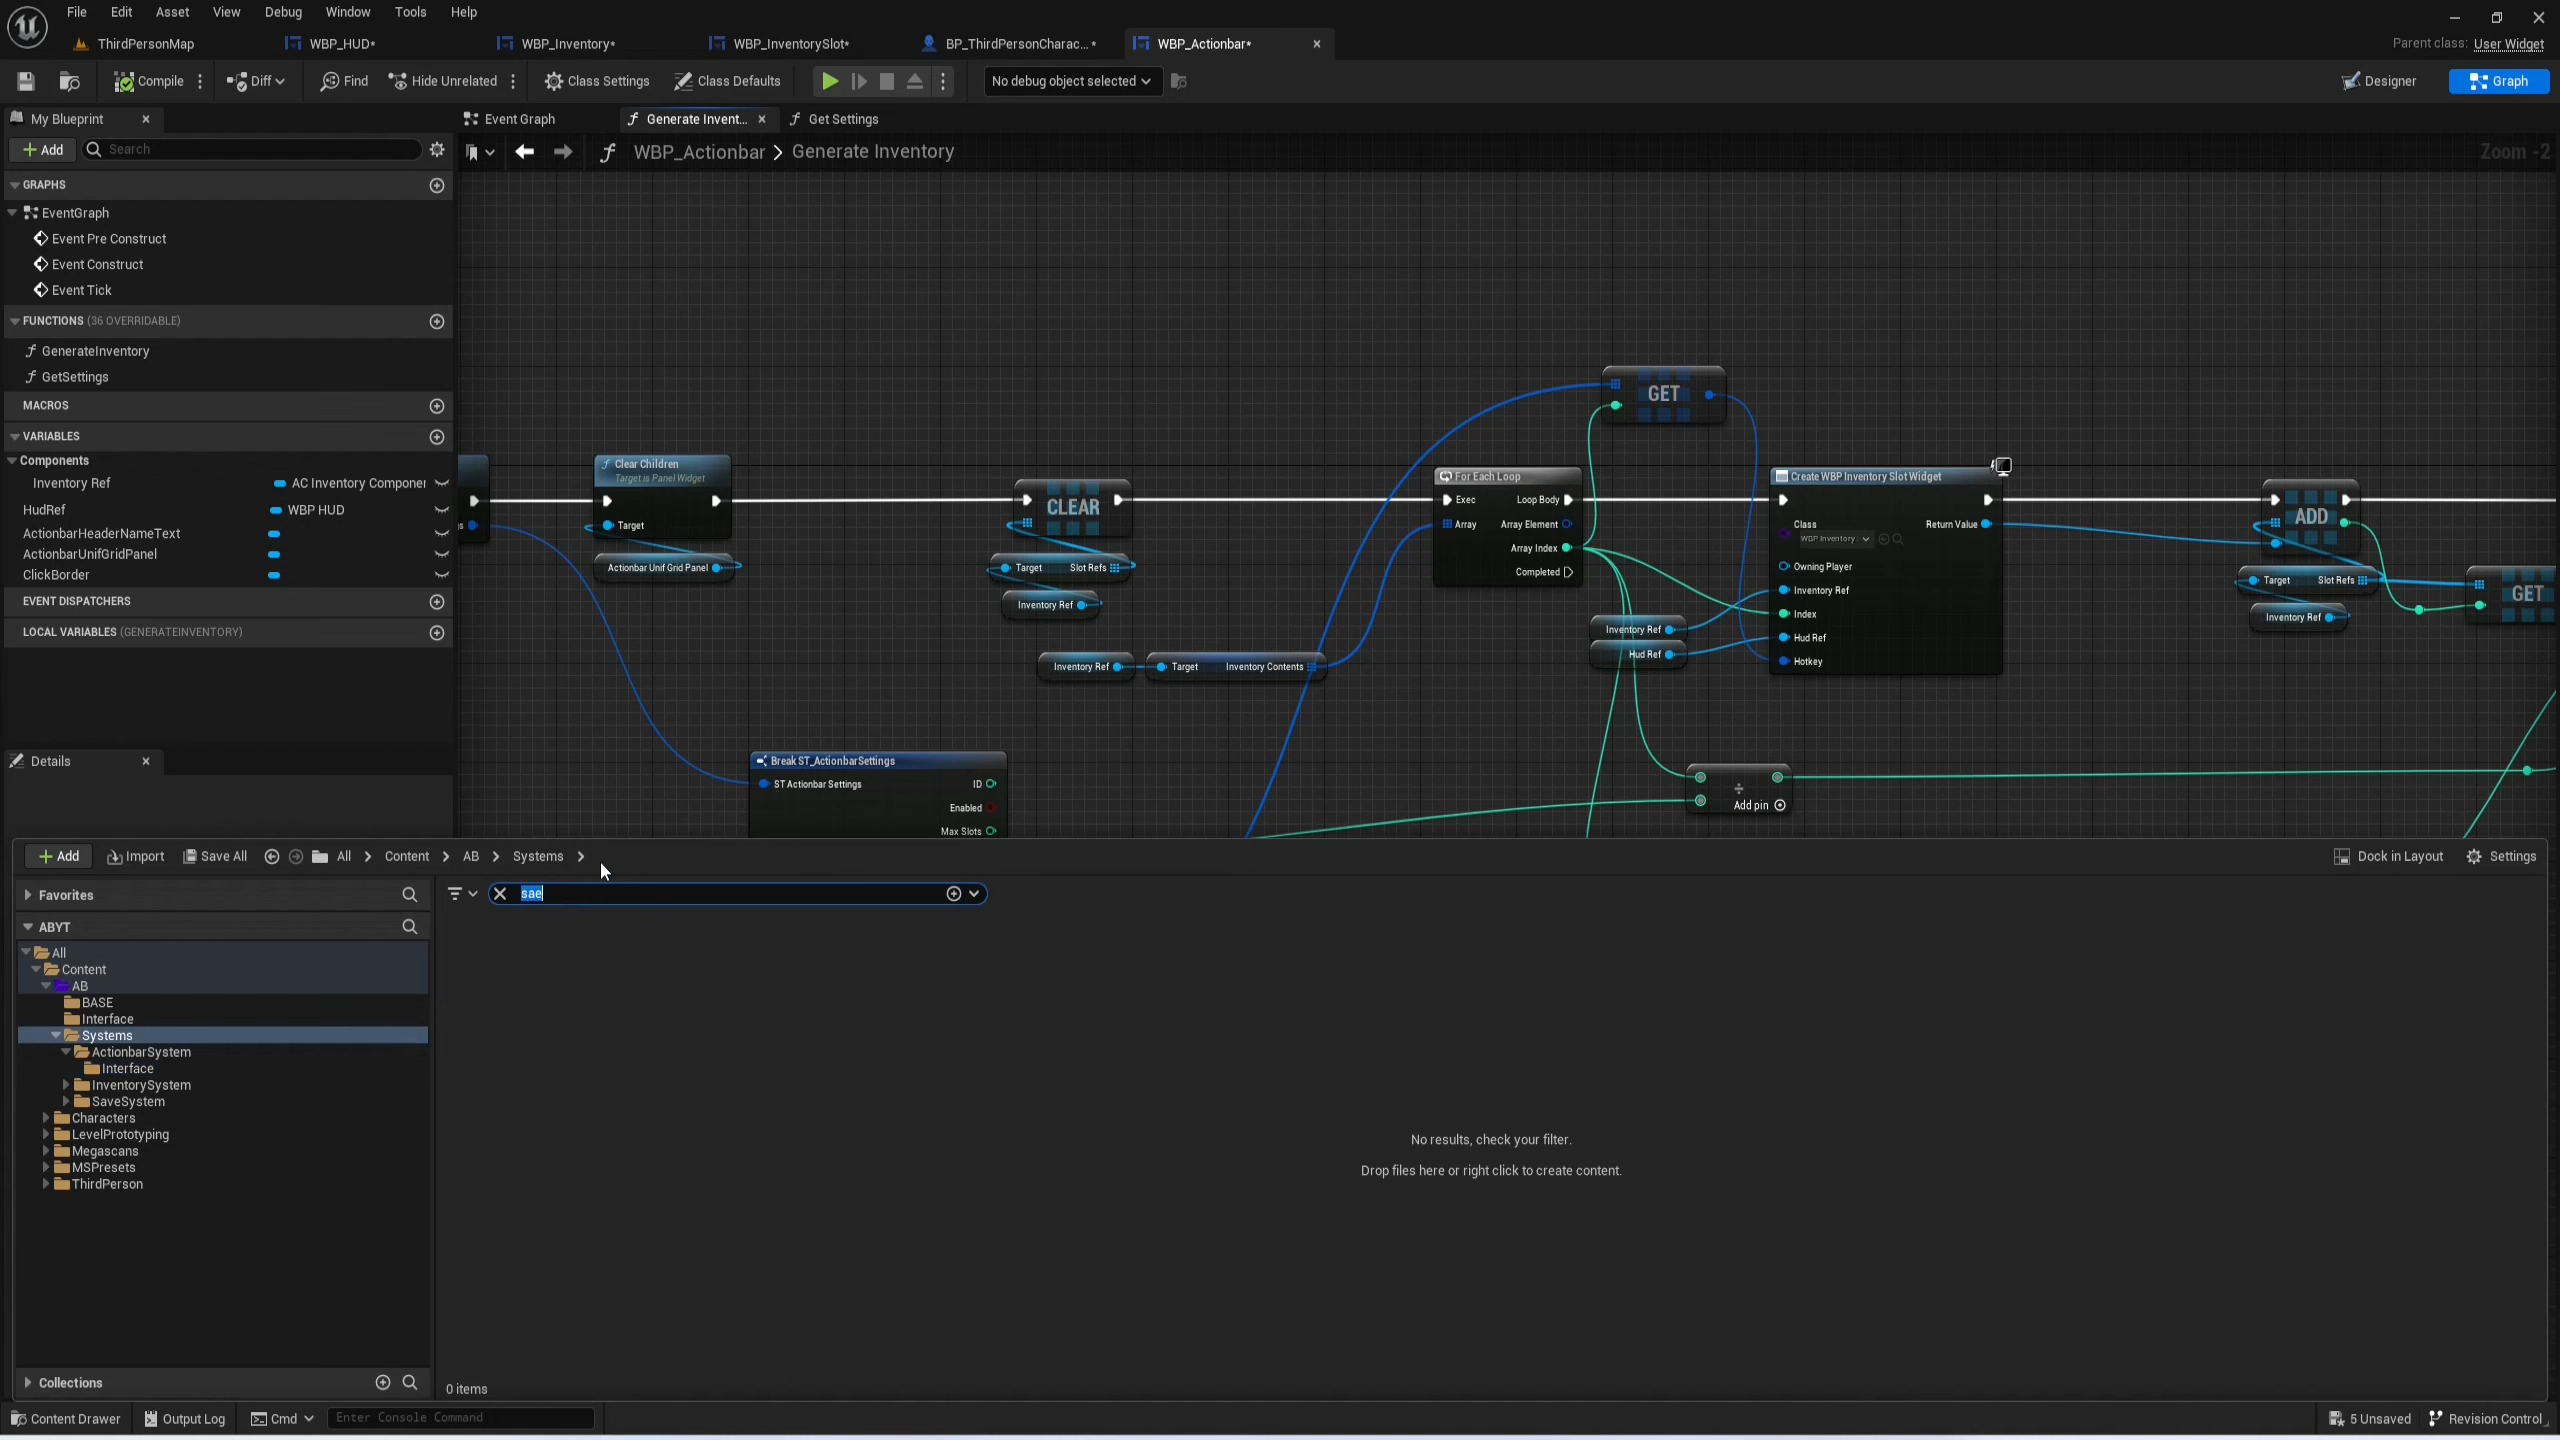 File Edit Asset View Debug Window Tools Help
ThirdPersonMap WBP_HUD* WBP_Inventory* WBP_InventorySlot* BP_ThirdPersonCharac...* WBP_Actionbar*
Parent class: User Widget
Compile Diff Find Hide Unrelated Class Settings Class Defaults No debug object selected Designer Graph
My Blueprint Event Graph Generate Invent... Get Settings
Add Search WBP_Actionbar > Generate Inventory Zoom -2
GRAPHS
EventGraph
Event Pre Construct
Event Construct
Event Tick
FUNCTIONS (36 OVERRIDABLE)
GenerateInventory
GetSettings
MACROS
VARIABLES
Components
Inventory Ref AC Inventory Componer
HudRef WBP HUD
ActionbarHeaderNameText
ActionbarUnifGridPanel
ClickBorder
EVENT DISPATCHERS
LOCAL VARIABLES (GENERATEINVENTORY)
Details
s
Clear Children
Target is Panel Widget
Target
Actionbar Unif Grid Panel
CLEAR
Target Slot Refs
Inventory Ref
Inventory Ref
Target Inventory Contents
For Each Loop
Exec Loop Body
Array Array Element
Array Index
Completed
GET
Create WBP Inventory Slot Widget
Class Return Value
WBP Inventory
Owning Player
Inventory Ref
Index
Hud Ref
Hotkey
Inventory Ref
Hud Ref
ADD
Target Slot Refs
Inventory Ref
GET
÷
Add pin
Break ST_ActionbarSettings
ST Actionbar Settings ID
Enabled
Max Slots
Add Import Save All All > Content > AB > Systems > Dock in Layout Settings
Favorites
sae
ABYT
All
Content
AB
BASE
Interface
Systems
ActionbarSystem
Interface
InventorySystem
SaveSystem
Characters
LevelPrototyping
Megascans
MSPresets
ThirdPerson
No results, check your filter.
Drop files here or right click to create content.
Collections
0 items
Content Drawer Output Log Cmd Enter Console Command 5 Unsaved Revision Control